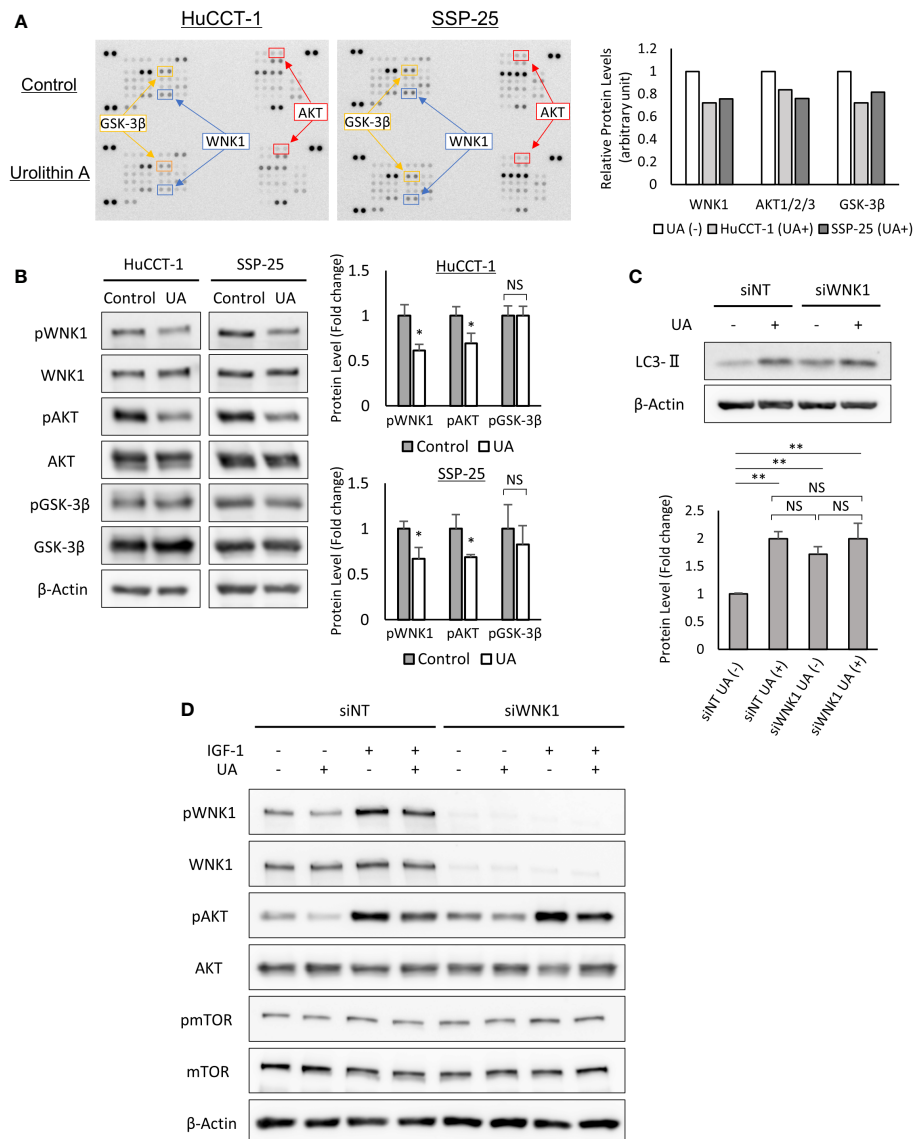 A
HuCCT-1
SSP-25
Control
Urolithin A
GSK-3β
WNK1
AKT
GSK-3β
WNK1
AKT
Relative Protein Levels
(arbitrary unit)
1.2
1
0.8
0.6
0.4
0.2
0
WNK1 AKT1/2/3 GSK-3β
UA (-) HuCCT-1 (UA+) SSP-25 (UA+)
B
HuCCT-1 SSP-25
Control UA Control UA
pWNK1
WNK1
pAKT
AKT
pGSK-3β
GSK-3β
β-Actin
HuCCT-1
Protein Level (Fold change)
1.5
1
0.5
0
* * NS
pWNK1 pAKT pGSK-3β
Control UA
SSP-25
Protein Level (Fold change)
1.5
1
0.5
0
* * NS
pWNK1 pAKT pGSK-3β
Control UA
C
siNT siWNK1
UA - + - +
LC3-Ⅱ
β-Actin
**
**
** NS
NS NS
Protein Level (Fold change)
2.5
2
1.5
1
0.5
0
siNT UA (-)
siNT UA (+)
siWNK1 UA (-)
siWNK1 UA (+)
D
siNT siWNK1
IGF-1 - - + + - - + +
UA - + - + - + - +
pWNK1
WNK1
pAKT
AKT
pmTOR
mTOR
β-Actin